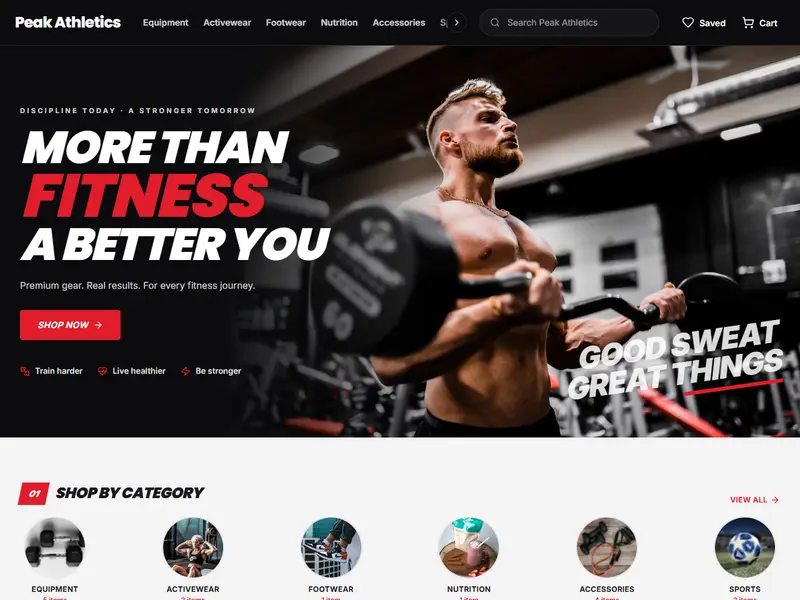 Peak Athletics
Equipment
Activewear
Footwear
Nutrition
Accessories
Search Peak Athletics
Saved
Cart
DISCIPLINE TODAY · A STRONGER TOMORROW
MORE THAN
FITNESS
A BETTER YOU
Premium gear. Real results. For every fitness journey.
SHOP NOW →
Train harder
Live healthier
Be stronger
GOOD SWEAT
GREAT THINGS
01
SHOP BY CATEGORY
VIEW ALL →
EQUIPMENT
ACTIVEWEAR
FOOTWEAR
NUTRITION
ACCESSORIES
SPORTS